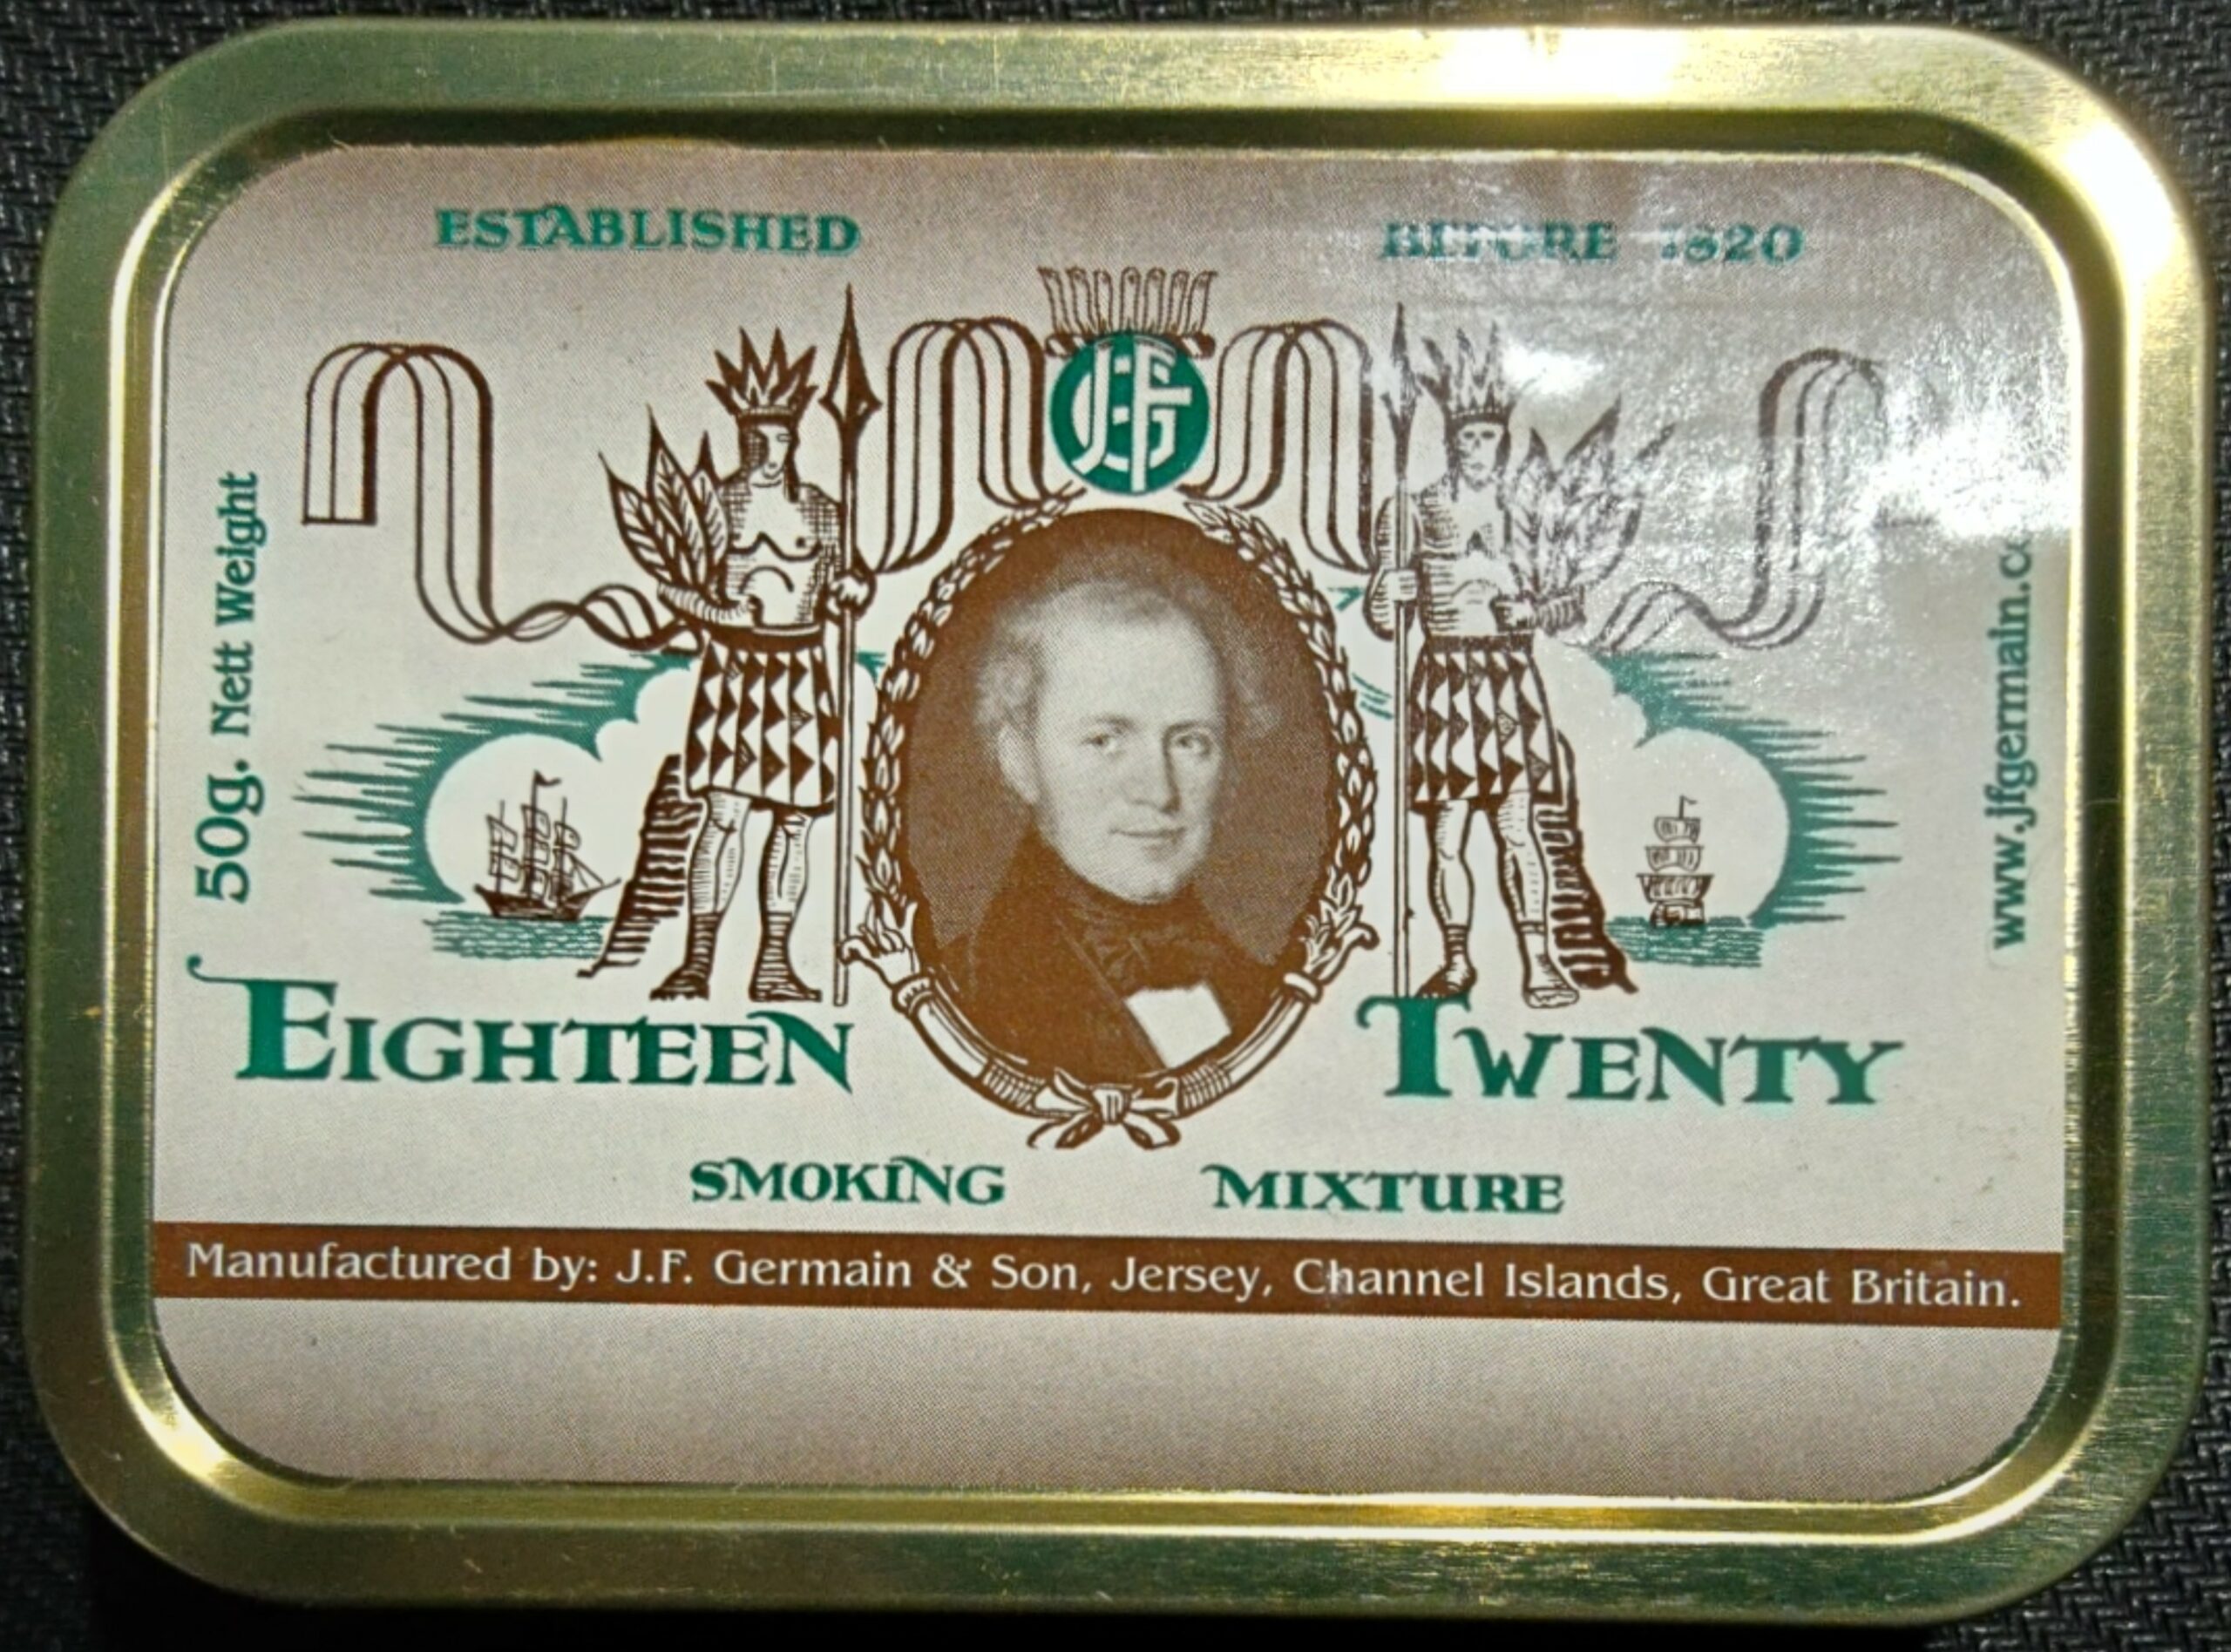 ESTABLISHED BEFORE 1820
JFG
50g. Nett Weight
www.jfgermain.co
EIGHTEEN TWENTY
SMOKING MIXTURE
Manufactured by: J.F. Germain & Son, Jersey, Channel Islands, Great Britain.